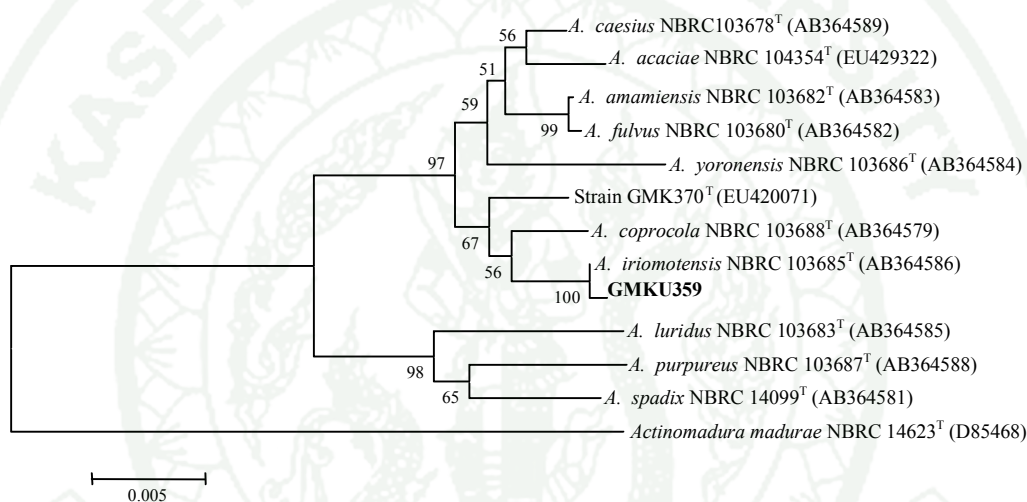 56
A. caesius NBRC103678T (AB364589)
A. acaciae NBRC 104354T (EU429322)
51
A. amamiensis NBRC 103682T (AB364583)
59
99
A. fulvus NBRC 103680T (AB364582)
97
A. yoronensis NBRC 103686T (AB364584)
Strain GMK370T (EU420071)
67
A. coprocola NBRC 103688T (AB364579)
56
A. iriomotensis NBRC 103685T (AB364586)
100
GMKU359
A. luridus NBRC 103683T (AB364585)
98
A. purpureus NBRC 103687T (AB364588)
65
A. spadix NBRC 14099T (AB364581)
Actinomadura madurae NBRC 14623T (D85468)
0.005